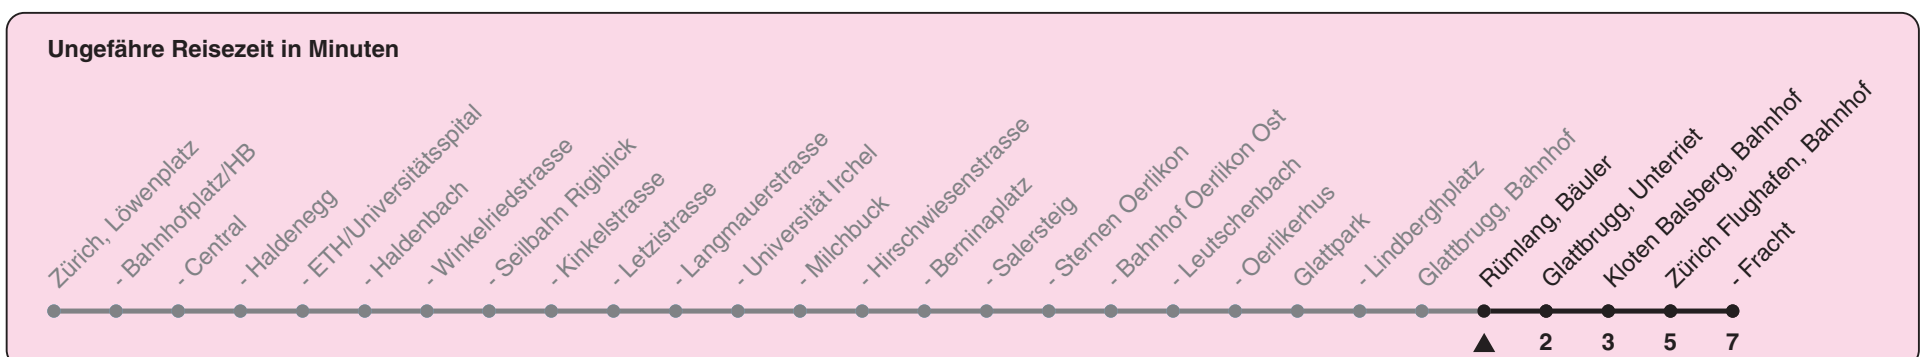 Ungefähre Reisezeit in Minuten
Zürich, Löwenplatz
- Bahnhofplatz/HB
- Central
- Haldenegg
- ETH/Universitätsspital
- Haldenbach
- Winkelriedstrasse
- Seilbahn Rigiblick
- Kinkelstrasse
- Letzistrasse
- Langmauerstrasse
- Universität Irchel
- Milchbuck
- Hirschwiesenstrasse
- Berninaplatz
- Salersteig
- Sternen Oerlikon
- Bahnhof Oerlikon Ost
- Leutschenbach
- Oerlikerhus
Glattpark
- Lindberghplatz
Glattbrugg, Bahnhof
Rümlang, Bäuler
Glattbrugg, Unterriet
Kloten Balsberg, Bahnhof
Zürich Flughafen, Bahnhof
- Fracht
2 3 5 7